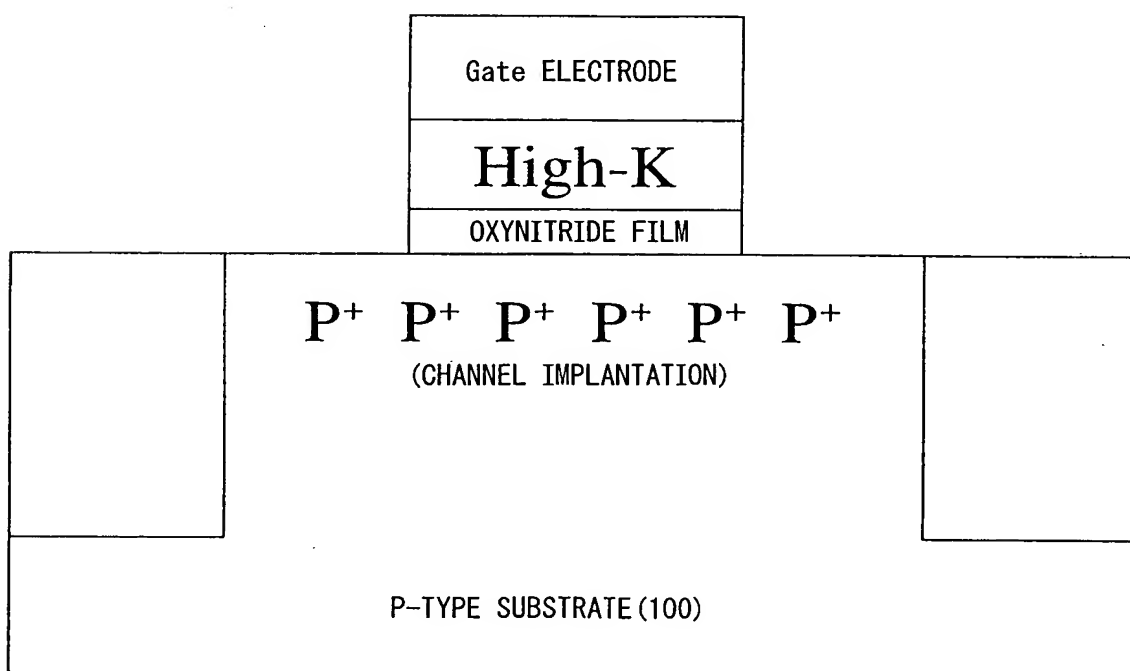 Gate ELECTRODE
High-K
OXYNITRIDE FILM
P⁺ P⁺ P⁺ P⁺ P⁺ P⁺
(CHANNEL IMPLANTATION)
P-TYPE SUBSTRATE(100)